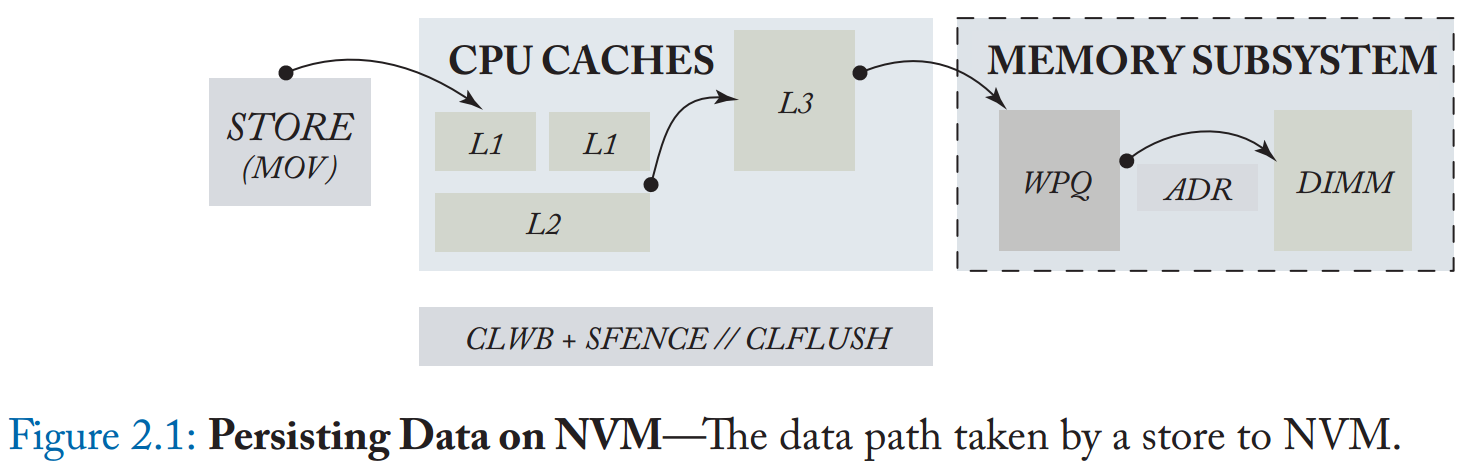 CPU CACHES
MEMORY SUBSYSTEM
STORE
(MOV)
L1
L1
L2
L3
WPQ
ADR
DIMM
CLWB + SFENCE // CLFLUSH
Figure 2.1: Persisting Data on NVM—The data path taken by a store to NVM.